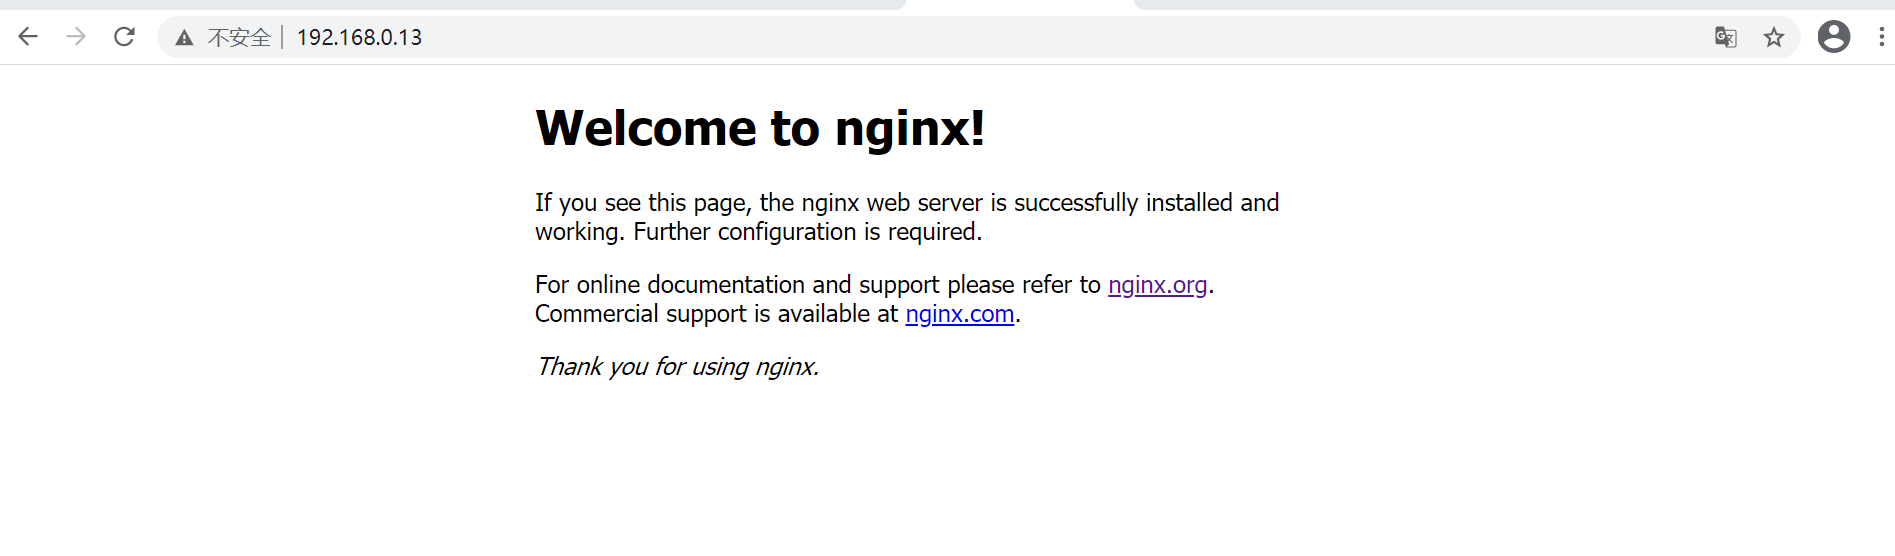 不安全 192.168.0.13
Welcome to nginx!
If you see this page, the nginx web server is successfully installed and
working. Further configuration is required.
For online documentation and support please refer to nginx.org.
Commercial support is available at nginx.com.
Thank you for using nginx.